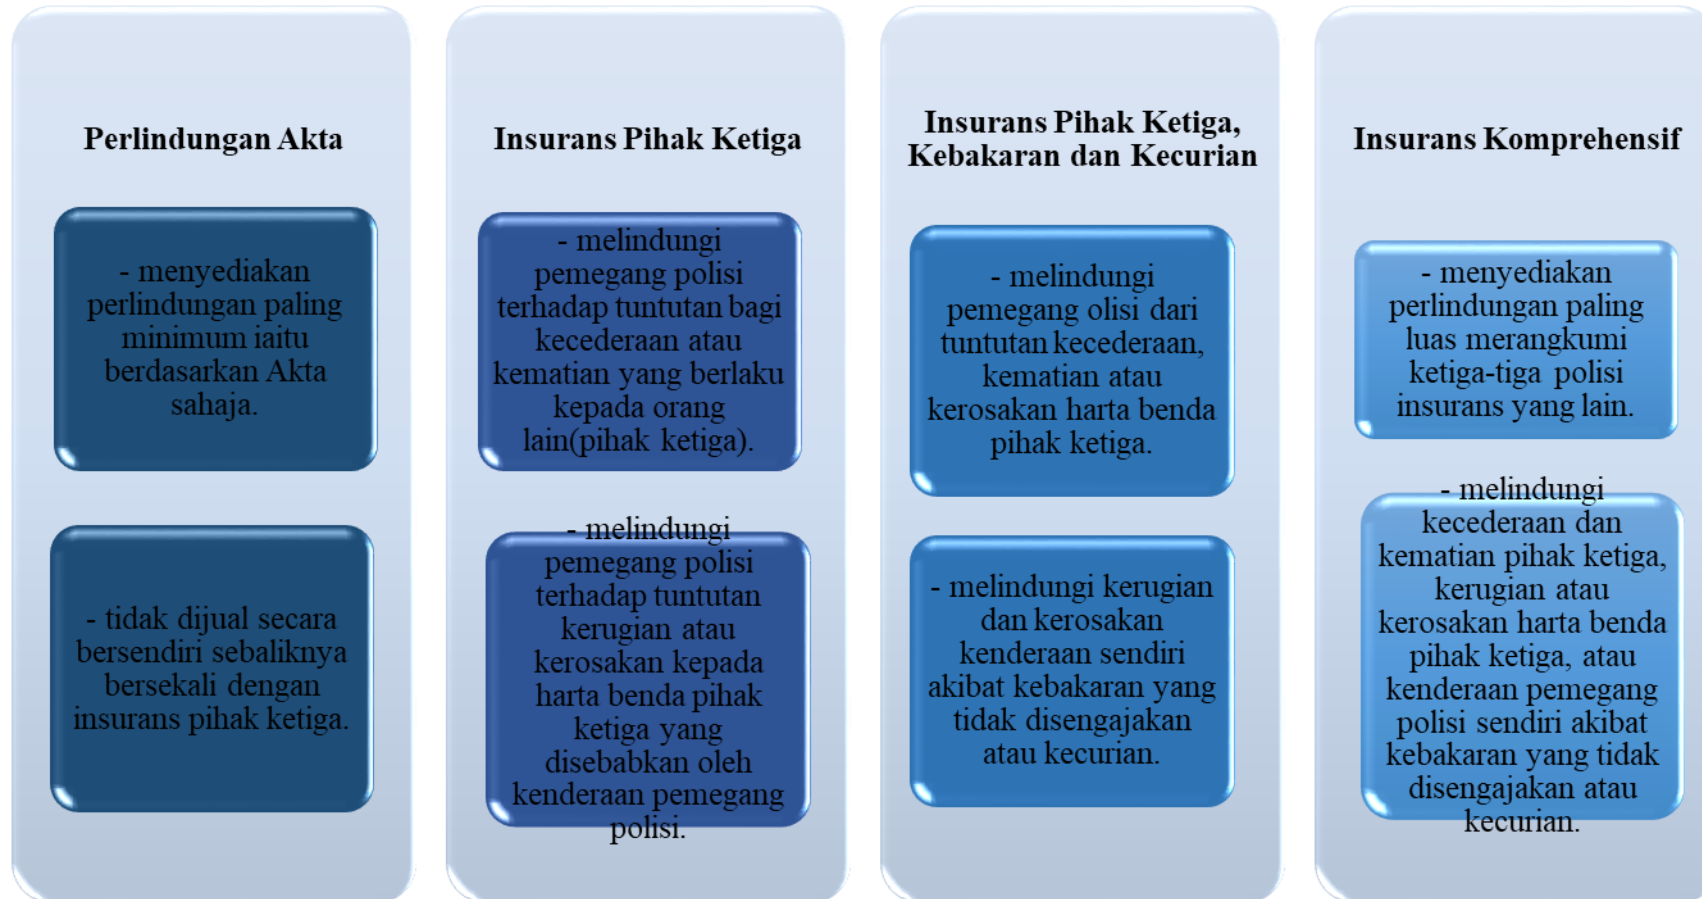 Perlindungan Akta
- menyediakan
perlindungan paling
minimum iaitu
berdasarkan Akta
sahaja.
- tidak dijual secara
bersendiri sebaliknya
bersekali dengan
insurans pihak ketiga.
Insurans Pihak Ketiga
- melindungi
pemegang polisi
terhadap tuntutan bagi
kecederaan atau
kematian yang berlaku
kepada orang
lain(pihak ketiga).
- melindungi
pemegang polisi
terhadap tuntutan
kerugian atau
kerosakan kepada
harta benda pihak
ketiga yang
disebabkan oleh
kenderaan pemegang
polisi.
Insurans Pihak Ketiga,
Kebakaran dan Kecurian
- melindungi
pemegang olisi dari
tuntutan kecederaan,
kematian atau
kerosakan harta benda
pihak ketiga.
- melindungi kerugian
dan kerosakan
kenderaan sendiri
akibat kebakaran yang
tidak disengajakan
atau kecurian.
Insurans Komprehensif
- menyediakan
perlindungan paling
luas merangkumi
ketiga-tiga polisi
insurans yang lain.
- melindungi
kecederaan dan
kematian pihak ketiga,
kerugian atau
kerosakan harta benda
pihak ketiga, atau
kenderaan pemegang
polisi sendiri akibat
kebakaran yang tidak
disengajakan atau
kecurian.